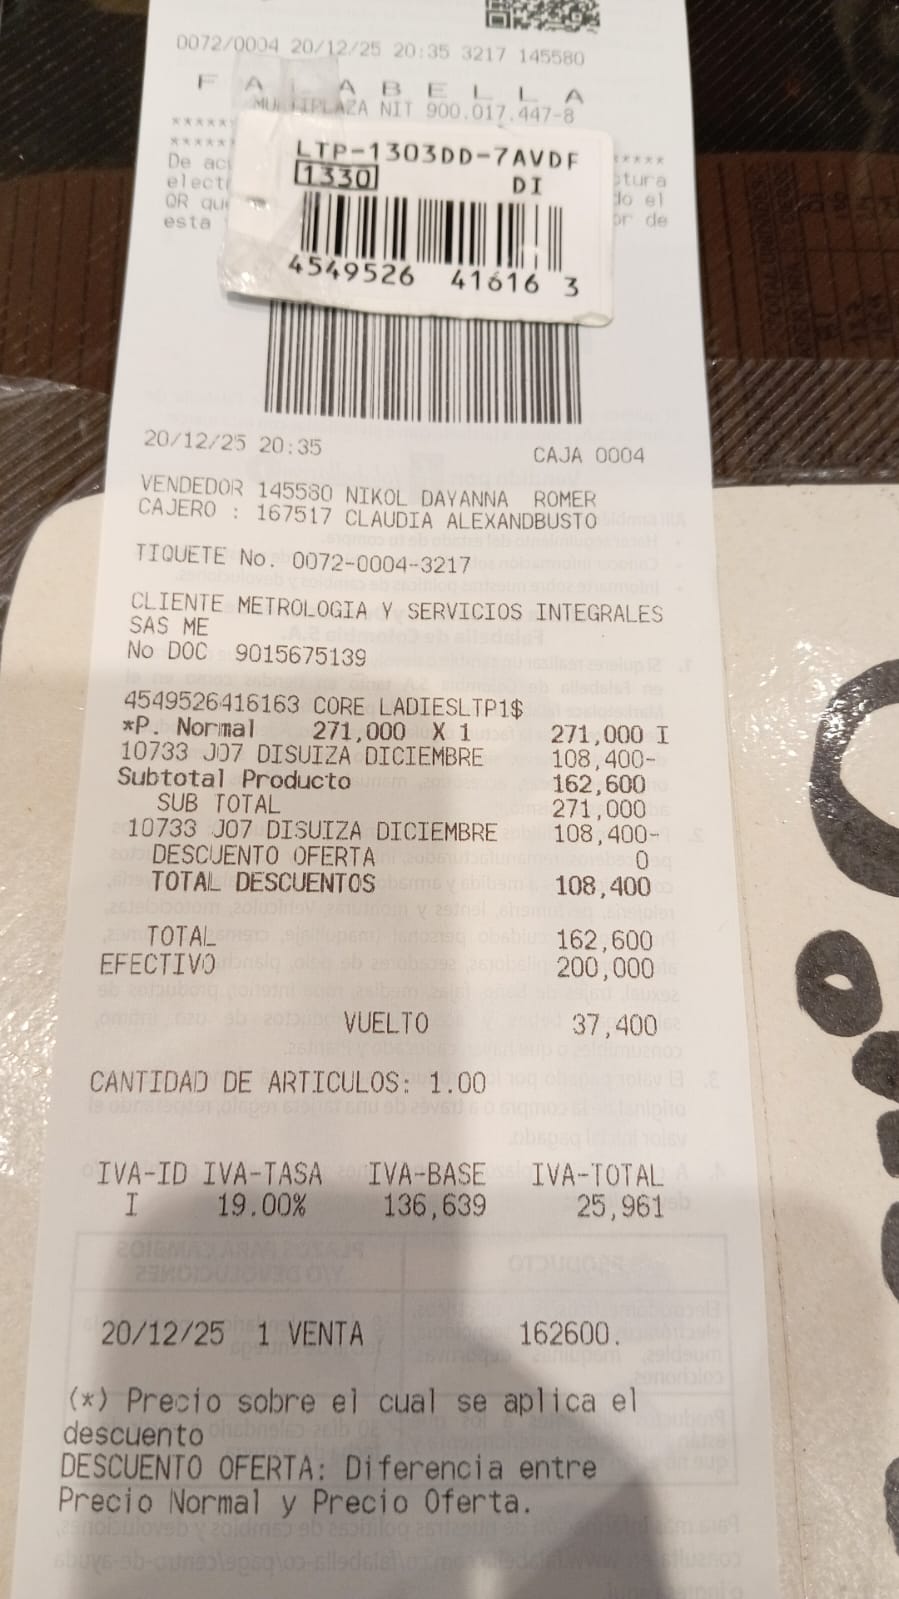 0072/0004 20/12/25 20:35 3217 145580
F A L A B E L L A
MULTIPLAZA NIT 900.017.447-8
LTP-1303DD-7AVDF
1330 DI
4549526 41616 3
De
QR
esta
do el
de
20/12/25 20:35 CAJA 0004
VENDEDOR 145580 NIKOL DAYANNA ROMER
CAJERO : 167517 CLAUDIA ALEXANDBUSTO
TIQUETE No. 0072-0004-3217
CLIENTE METROLOGIA Y SERVICIOS INTEGRALES
SAS ME
No DOC 9015675139
4549526416163 CORE LADIESLTP1$
*P. Normal 271,000 X 1 271,000 I
10733 J07 DISUIZA DICIEMBRE 108,400-
Subtotal Producto 162,600
SUB TOTAL 271,000
10733 J07 DISUIZA DICIEMBRE 108,400-
DESCUENTO OFERTA 0
TOTAL DESCUENTOS 108,400
TOTAL 162,600
EFECTIVO 200,000
VUELTO 37,400
CANTIDAD DE ARTICULOS: 1.00
IVA-ID IVA-TASA IVA-BASE IVA-TOTAL
I 19.00% 136,639 25,961
20/12/25 1 VENTA 162600.
(*) Precio sobre el cual se aplica el
descuento
DESCUENTO OFERTA: Diferencia entre
Precio Normal y Precio Oferta.